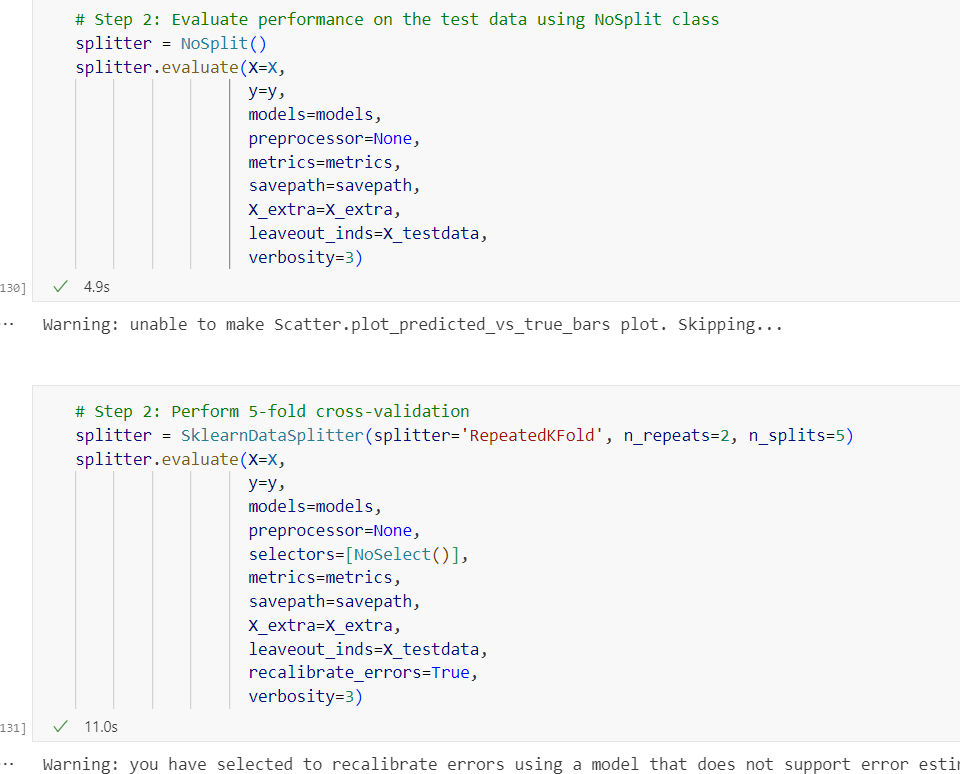 # Step 2: Evaluate performance on the test data using NoSplit class
splitter = NoSplit()
splitter.evaluate(X=X,
y=y,
models=models,
preprocessor=None,
metrics=metrics,
savepath=savepath,
X_extra=X_extra,
leaveout_inds=X_testdata,
verbosity=3)
130]
4.9s
... Warning: unable to make Scatter.plot_predicted_vs_true_bars plot. Skipping...
# Step 2: Perform 5-fold cross-validation
splitter = SklearnDataSplitter(splitter='RepeatedKFold', n_repeats=2, n_splits=5)
splitter.evaluate(X=X,
y=y,
models=models,
preprocessor=None,
selectors=[NoSelect()],
metrics=metrics,
savepath=savepath,
X_extra=X_extra,
leaveout_inds=X_testdata,
recalibrate_errors=True,
verbosity=3)
131]
11.0s
... Warning: you have selected to recalibrate errors using a model that does not support error